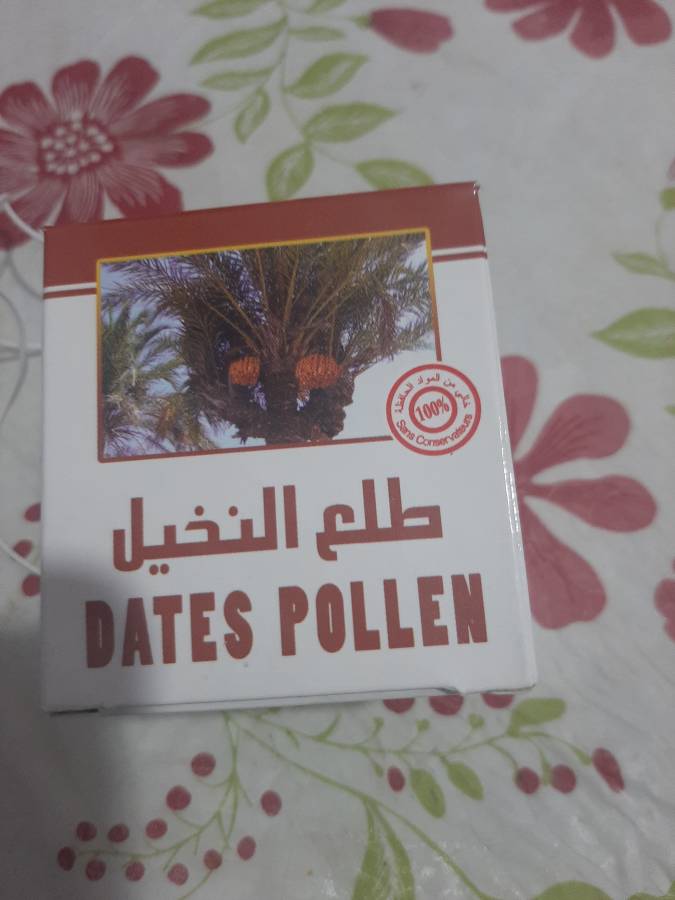 خالي من المواد الحافظة
100%
Sans Conservateurs
طلع النخيل
DATES POLLEN